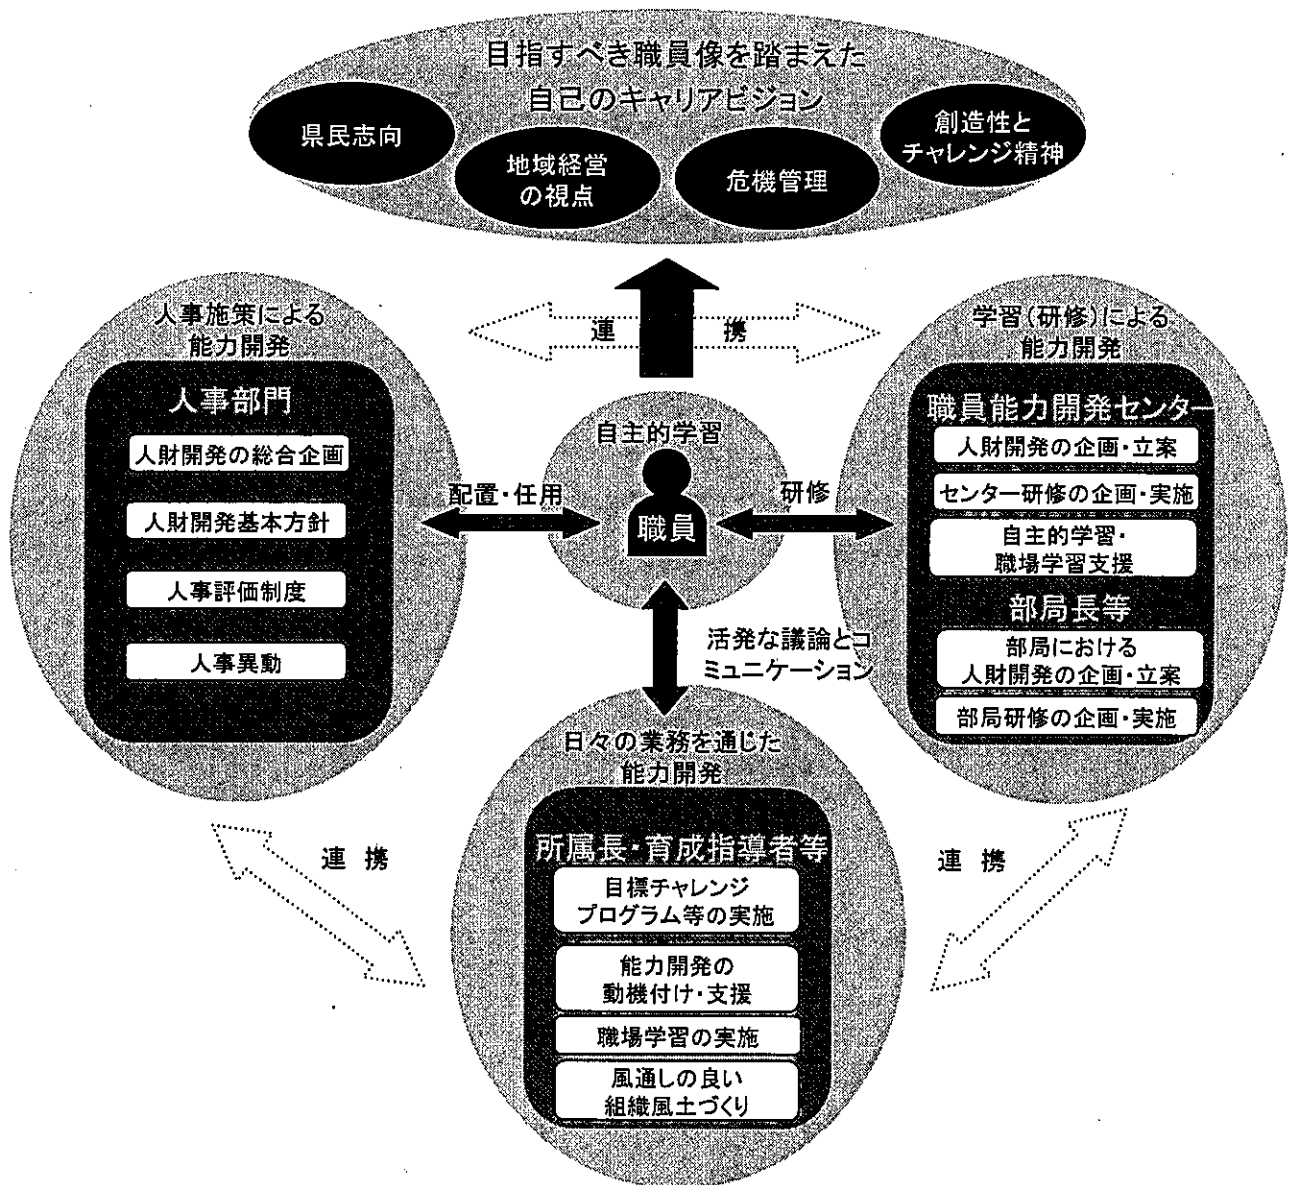 目指すべき職員像を踏まえた
自己のキャリアビジョン
県民志向
地域経営
の視点
危機管理
創造性と
チャレンジ精神
人事施策による
能力開発
人事部門
人財開発の総合企画
人財開発基本方針
人事評価制度
人事異動
連　携
自主的学習
職員
配置・任用
研修
活発な議論とコ
ミュニケーション
学習(研修)による
能力開発
職員能力開発センター
人財開発の企画・立案
センター研修の企画・実施
自主的学習・
職場学習支援
部局長等
部局における
人財開発の企画・立案
部局研修の企画・実施
連 携
連 携
日々の業務を通じた
能力開発
所属長・育成指導者等
目標チャレンジ
プログラム等の実施
能力開発の
動機付け・支援
職場学習の実施
風通しの良い
組織風土づくり